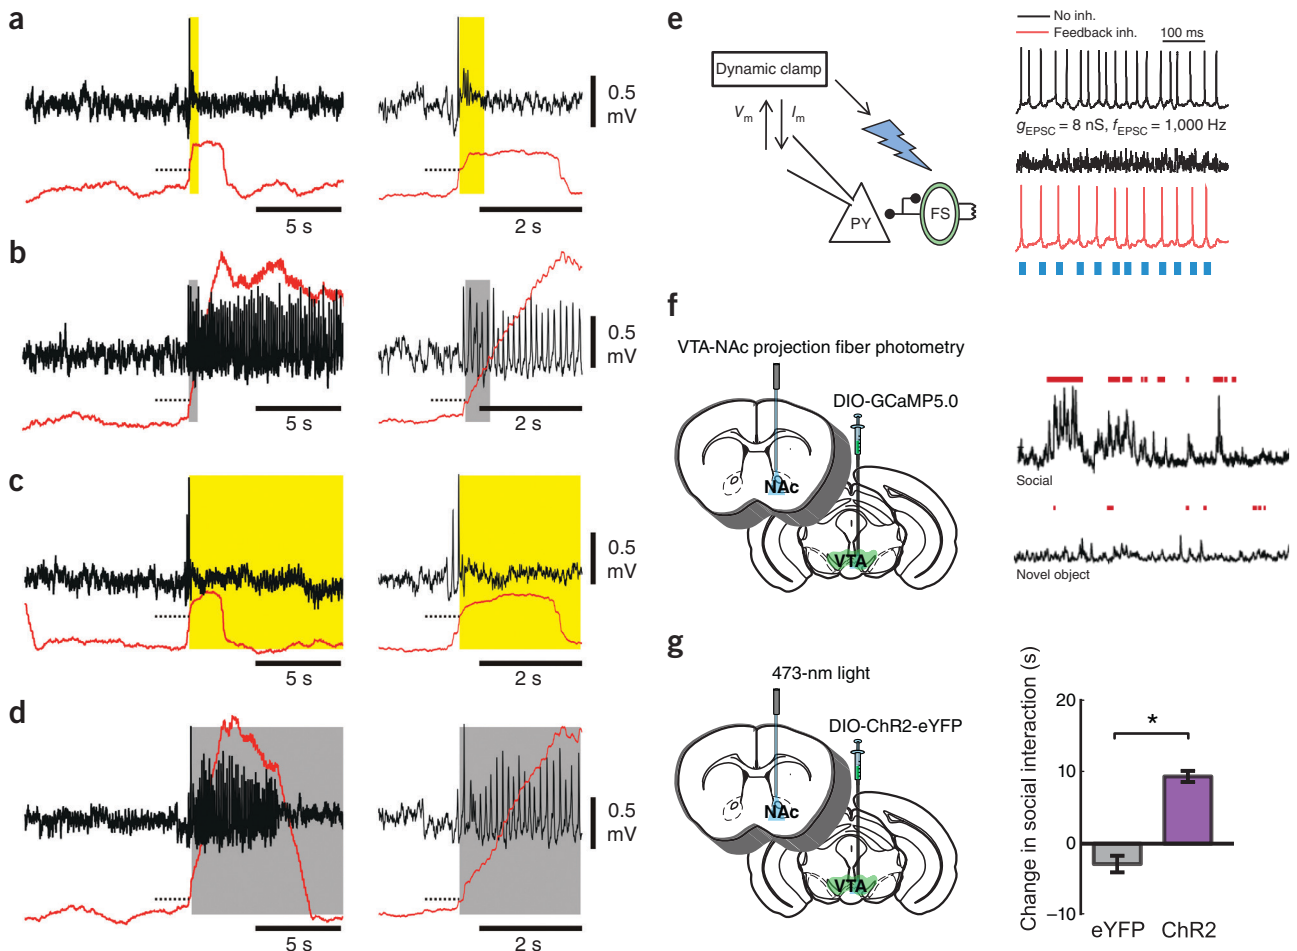 a
0.5
mV
5 s
2 s
b
0.5
mV
5 s
2 s
c
0.5
mV
5 s
2 s
d
0.5
mV
5 s
2 s
e
Dynamic clamp
Vm
Im
PY
FS
No inh.
Feedback inh.
100 ms
gEPSC = 8 nS, fEPSC = 1,000 Hz
f
VTA-NAc projection fiber photometry
DIO-GCaMP5.0
NAc
VTA
Social
Novel object
g
473-nm light
DIO-ChR2-eYFP
NAc
VTA
Change in social interaction (s)
20
10
0
–10
*
eYFP
ChR2